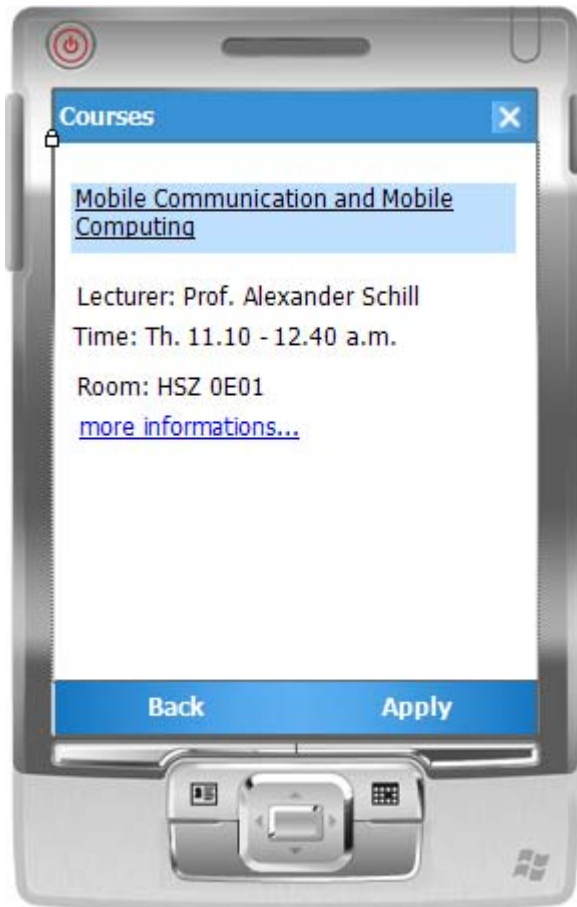 Courses
Mobile Communication and Mobile
Computing
Lecturer: Prof. Alexander Schill
Time: Th. 11.10 - 12.40 a.m.
Room: HSZ 0E01
more informations...
Back Apply